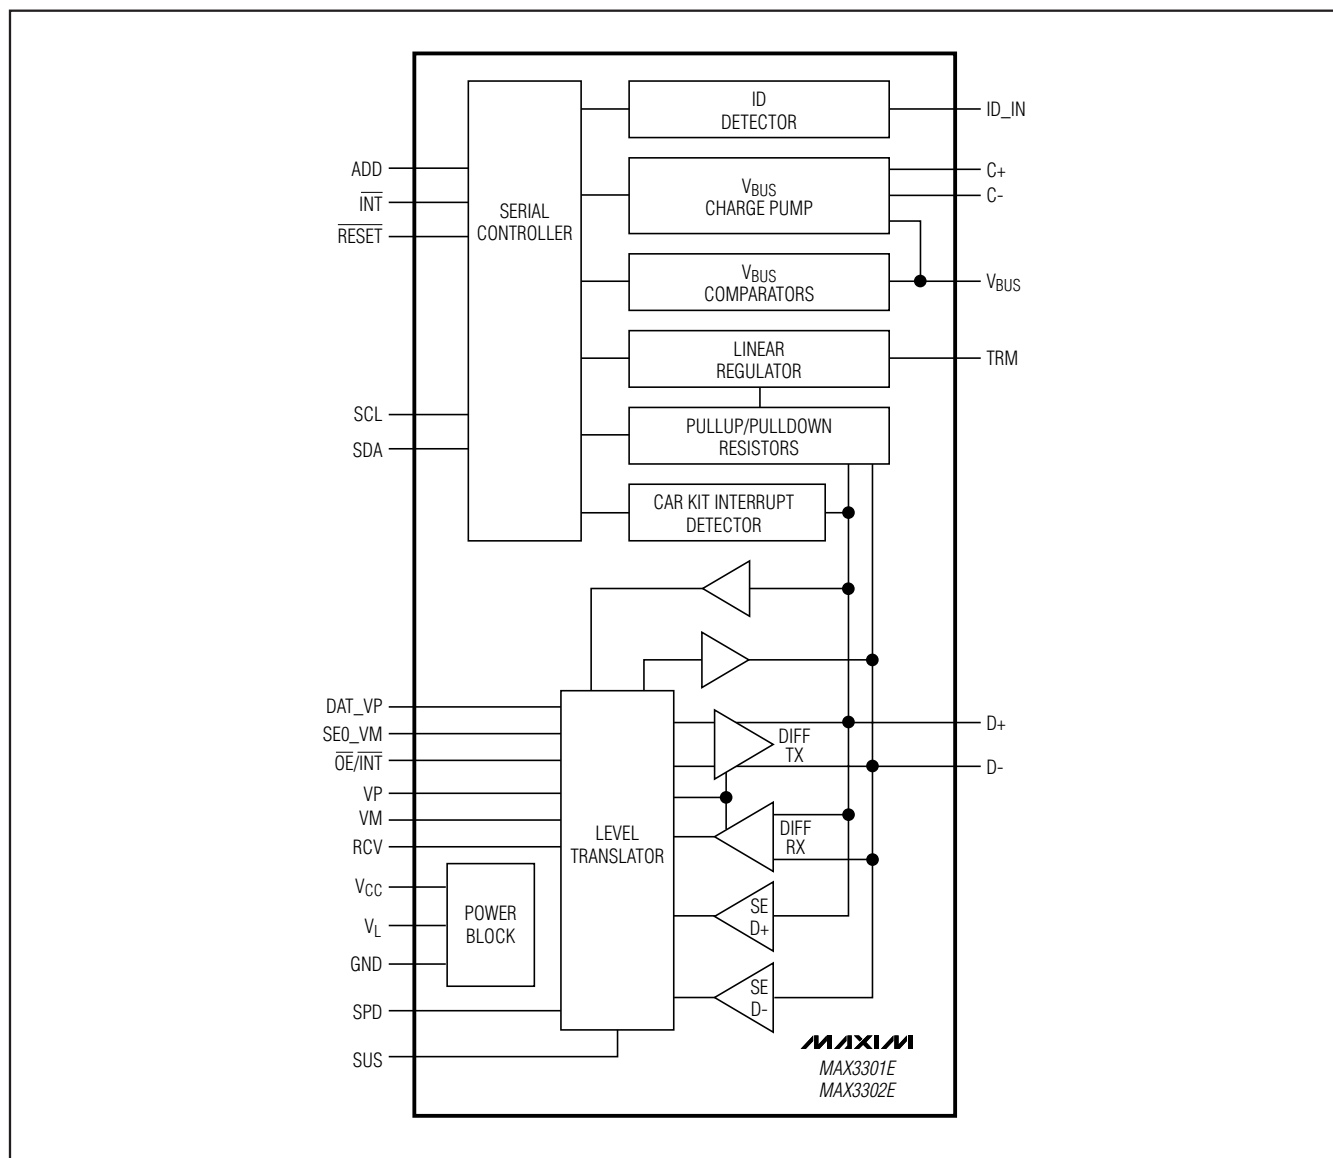 ID
DETECTOR
ID_IN
ADD
INT
RESET
SERIAL
CONTROLLER
VBUS
CHARGE PUMP
C+
C-
VBUS
COMPARATORS
VBUS
LINEAR
REGULATOR
TRM
SCL
SDA
PULLUP/PULLDOWN
RESISTORS
CAR KIT INTERRUPT
DETECTOR
DAT_VP
SE0_VM
OE/INT
VP
VM
RCV
LEVEL
TRANSLATOR
DIFF
TX
D+
D-
DIFF
RX
VCC
VL
GND
POWER
BLOCK
SE
D+
SE
D-
SPD
SUS
MAXIM
MAX3301E
MAX3302E